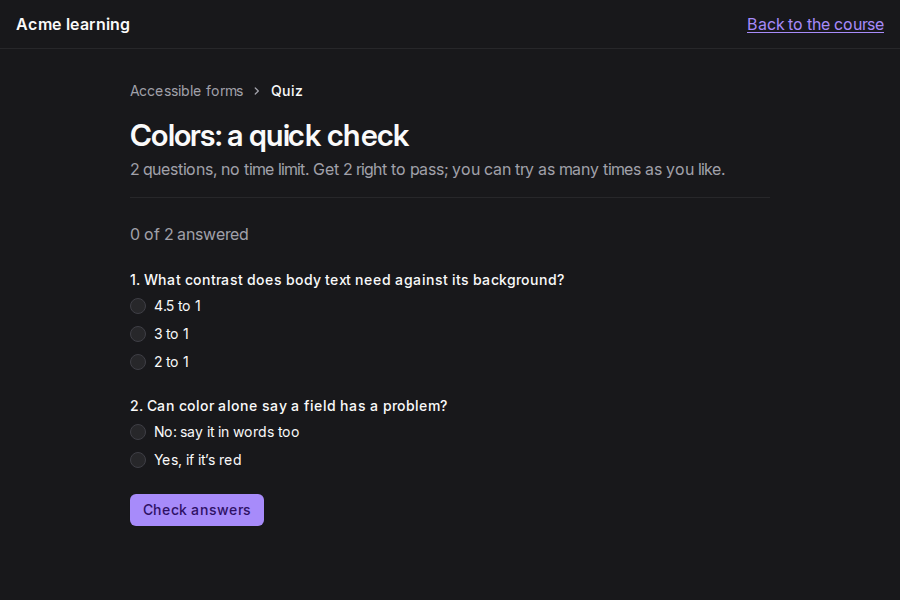 Acme learning
Back to the course
Accessible forms > Quiz
Colors: a quick check
2 questions, no time limit. Get 2 right to pass; you can try as many times as you like.
0 of 2 answered
1. What contrast does body text need against its background?
4.5 to 1
3 to 1
2 to 1
2. Can color alone say a field has a problem?
No: say it in words too
Yes, if it’s red
Check answers